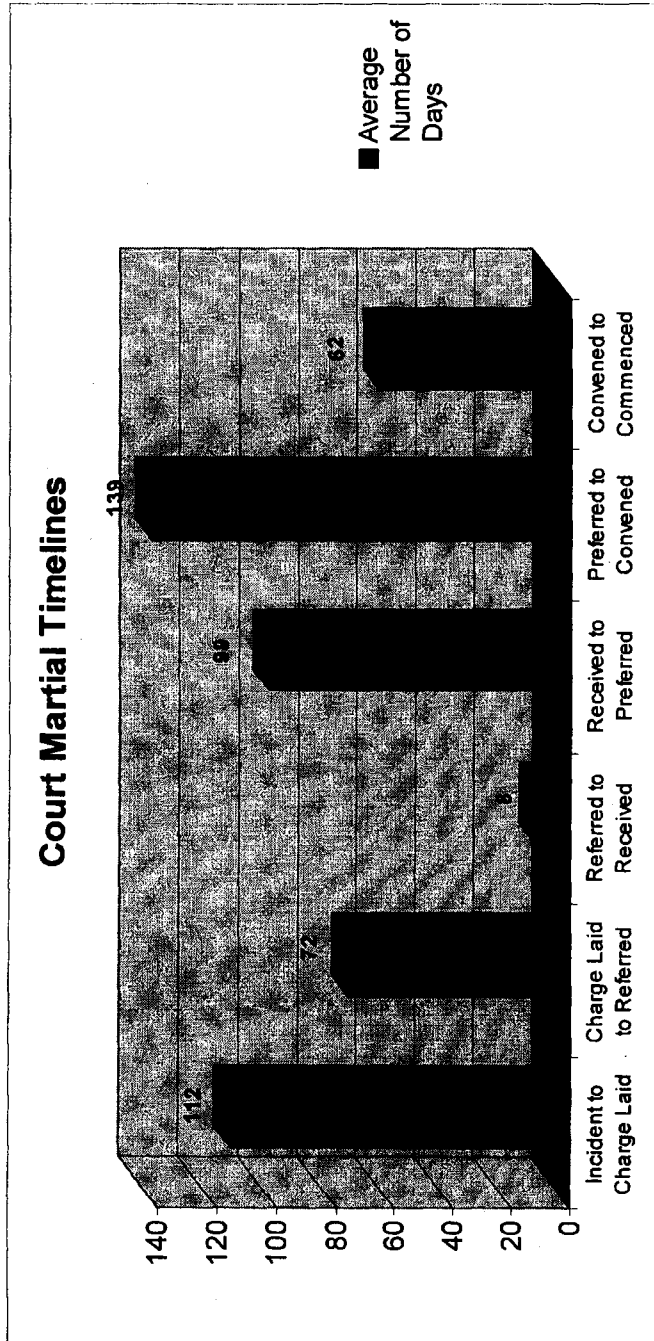 Court Martial Timelines
140
120
100
80
60
40
20
0
112
72
8
99
139
62
Incident to
Charge Laid
Charge Laid
to Referred
Referred to
Received
Received to
Preferred
Preferred to
Convened
Convened to
Commenced
Average
Number of
Days